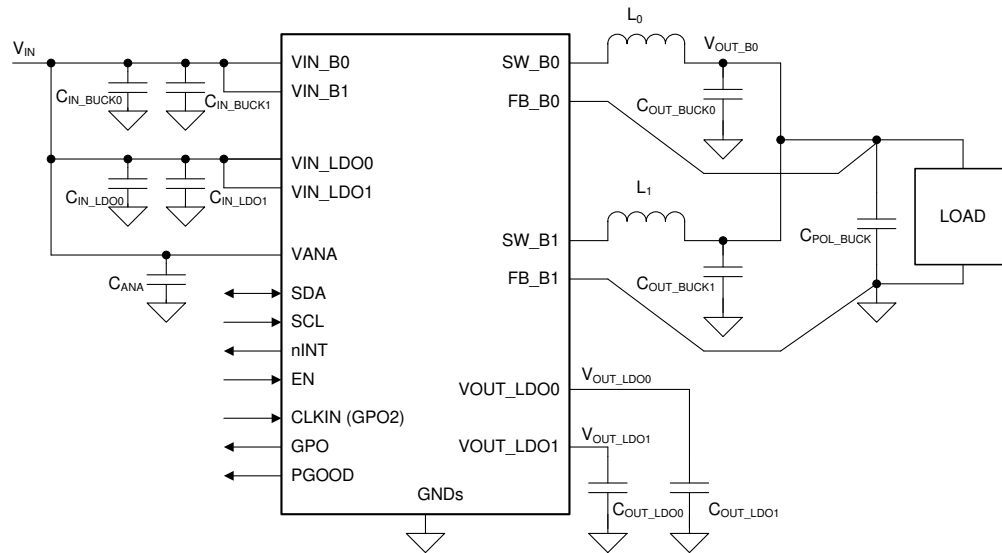 L0
VIN
VOUT_B0
VIN_B0
SW_B0
CIN_BUCK0
CIN_BUCK1
VIN_B1
FB_B0
COUT_BUCK0
VIN_LDO0
CIN_LDO0
CIN_LDO1
VIN_LDO1
L1
LOAD
SW_B1
CPOL_BUCK
VANA
CANA
FB_B1
COUT_BUCK1
SDA
SCL
nINT
EN
VOUT_LDO0
VOUT_LDO0
CLKIN (GPO2)
GPO
VOUT_LDO1
VOUT_LDO1
PGOOD
GNDs
COUT_LDO0
COUT_LDO1